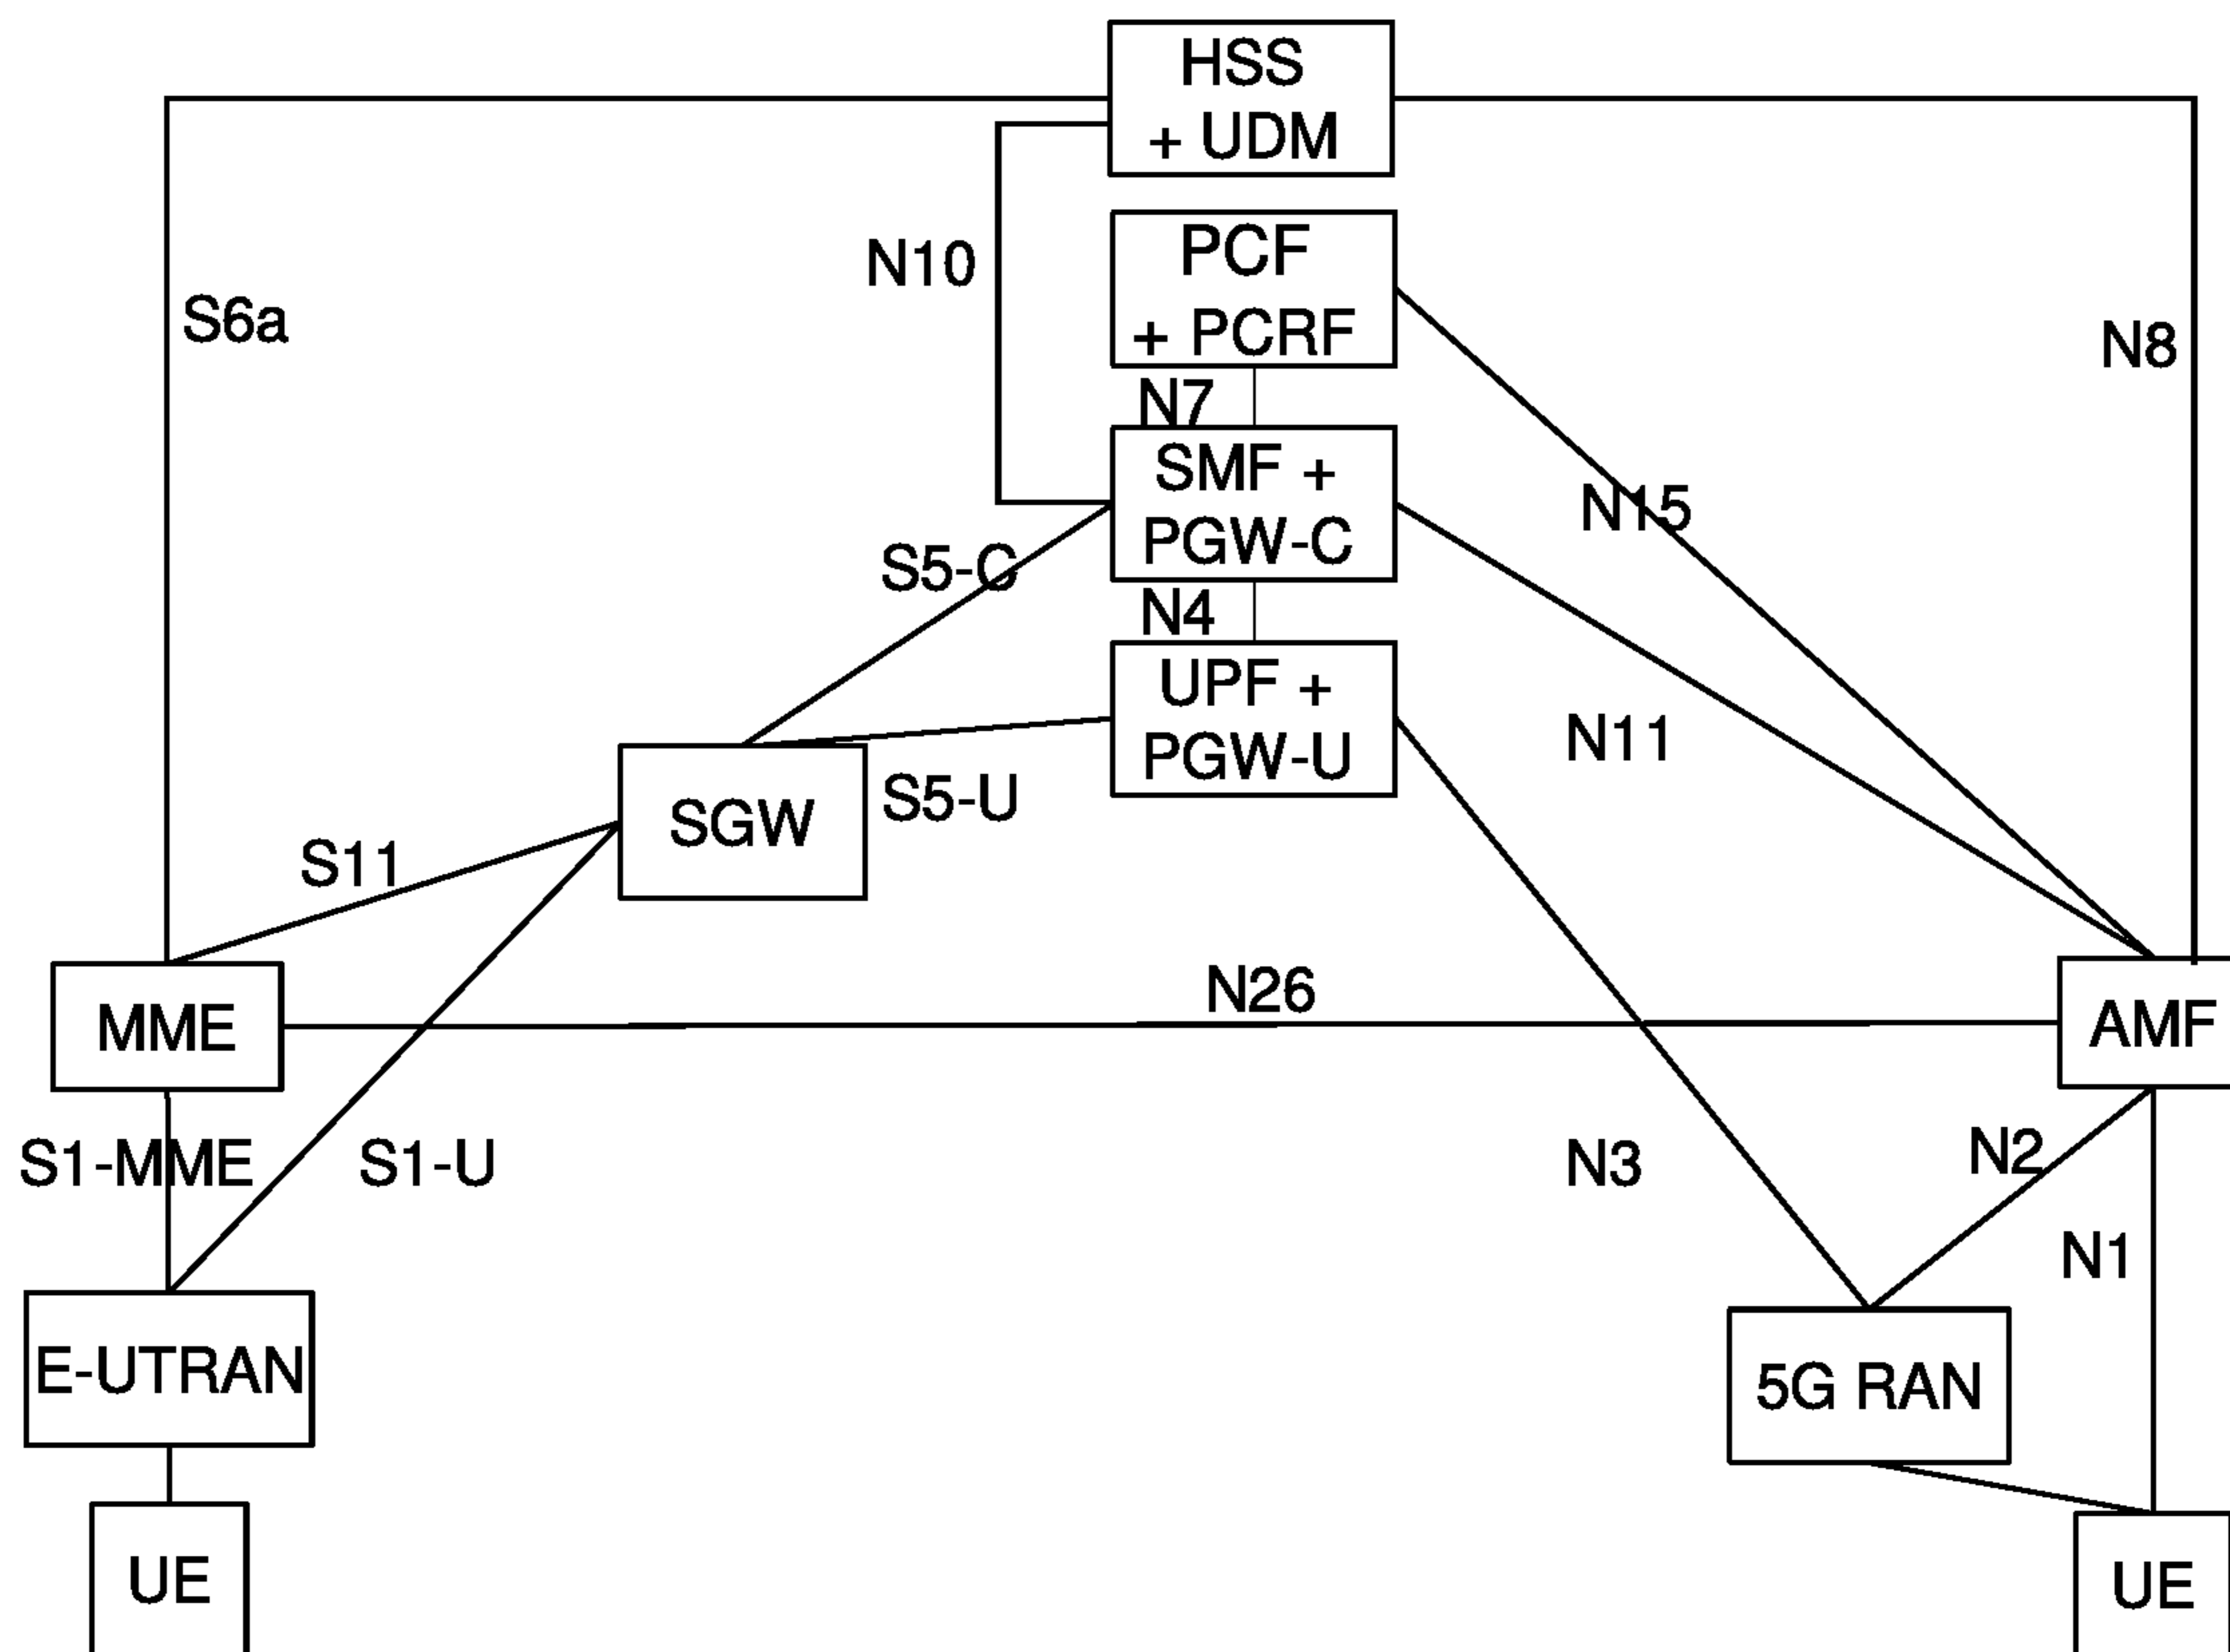 HSS
+ UDM
PCF
+ PCRF
N10
S6a
N8
N7
SMF +
PGW-C
N15
S5-C
N4
UPF +
PGW-U
N11
S5-U
SGW
S11
N26
MME
AMF
S1-MME
S1-U
N3
N2
N1
E-UTRAN
5G RAN
UE
UE